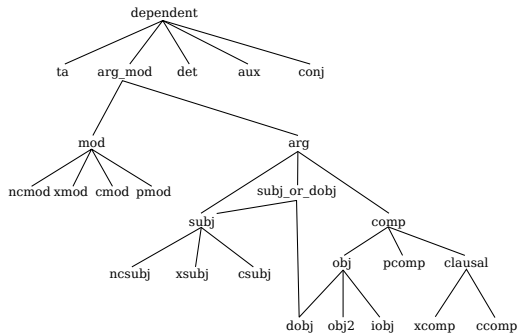 dependent
ta arg_mod det aux conj
mod arg
ncmod xmod cmod pmod subj_or_dobj
subj comp
ncsubj xsubj csubj obj pcomp clausal
dobj obj2 iobj xcomp ccomp